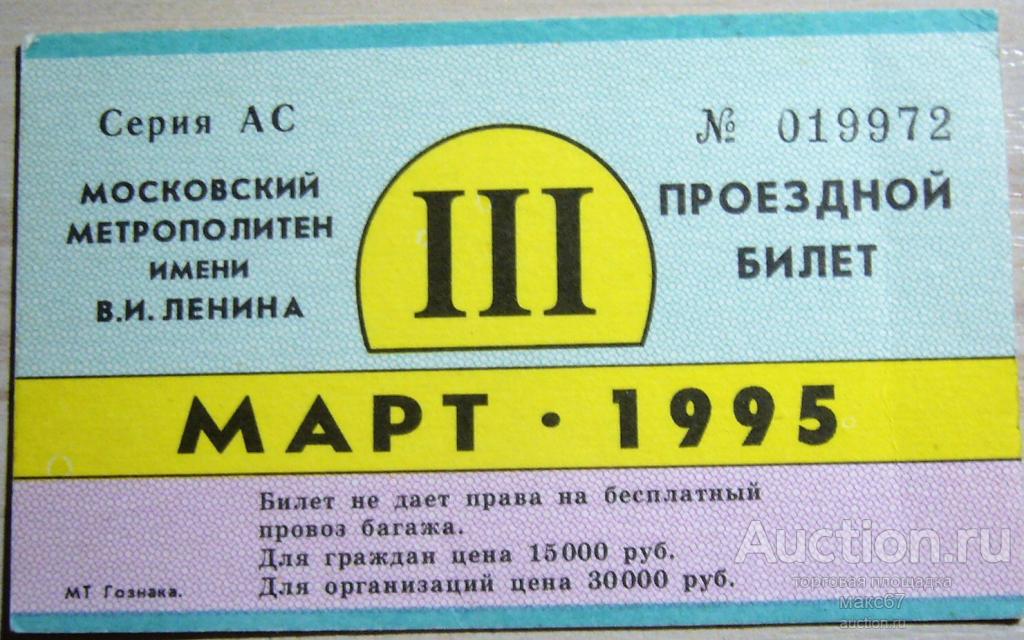 Серия АС
№ 019972
МОСКОВСКИЙ
МЕТРОПОЛИТЕН
ИМЕНИ
В.И. ЛЕНИНА
III
ПРОЕЗДНОЙ
БИЛЕТ
МАРТ · 1995
Билет не дает права на бесплатный
провоз багажа.
Для граждан цена 15000 руб.
Для организаций цена 30000 руб.
МТ Гознака.
Auction.ru
торговая площадка
Макс67
auction.ru